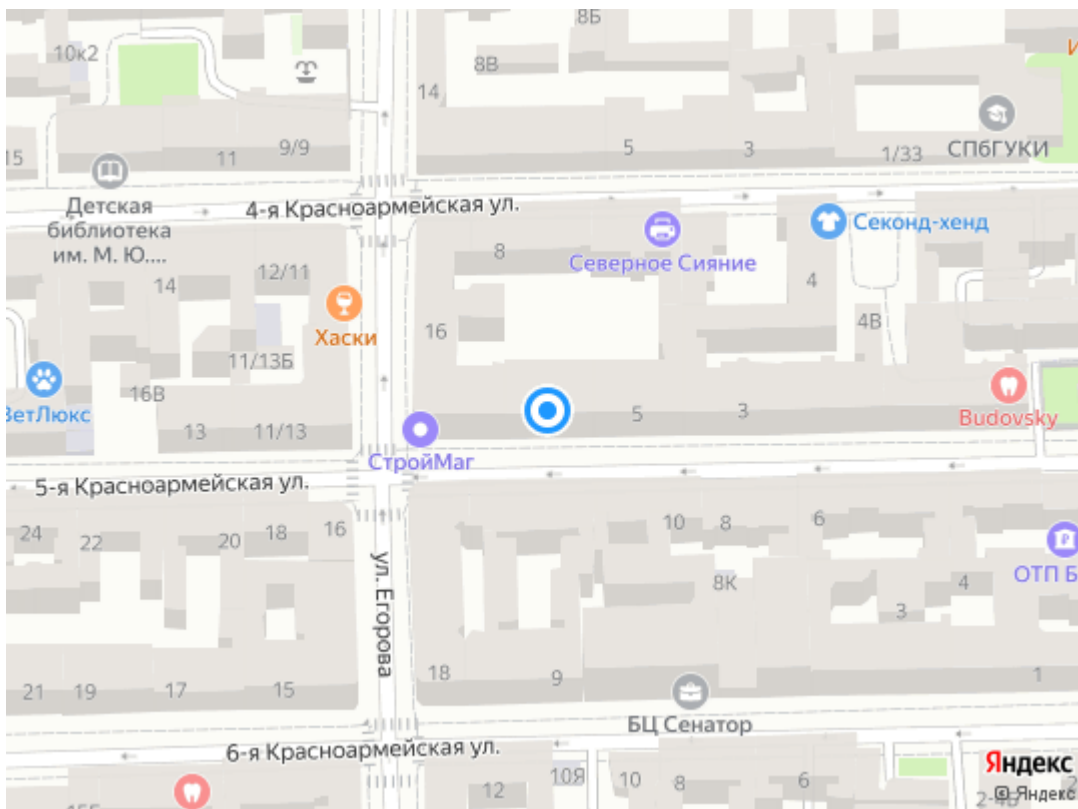 8Б
10к2
8В
14
И
СПбГУКИ
9/9
15
11
5
3
1/33
Детская
библиотека
им. М. Ю....
4-я Красноармейская ул.
Секонд-хенд
8
Северное Сияние
12/11
14
4
Хаски
16
4В
11/13Б
ВетЛюкс
16В
5
3
Budovsky
13
11/13
СтройМаг
5-я Красноармейская ул.
24
22
20
18
16
10
8
6
ОТП Б
ул. Егорова
8К
4
3
18
9
1
21
19
17
15
БЦ Сенатор
6-я Красноармейская ул.
Яндекс
12
10Я
10
8
6
© Яндекс